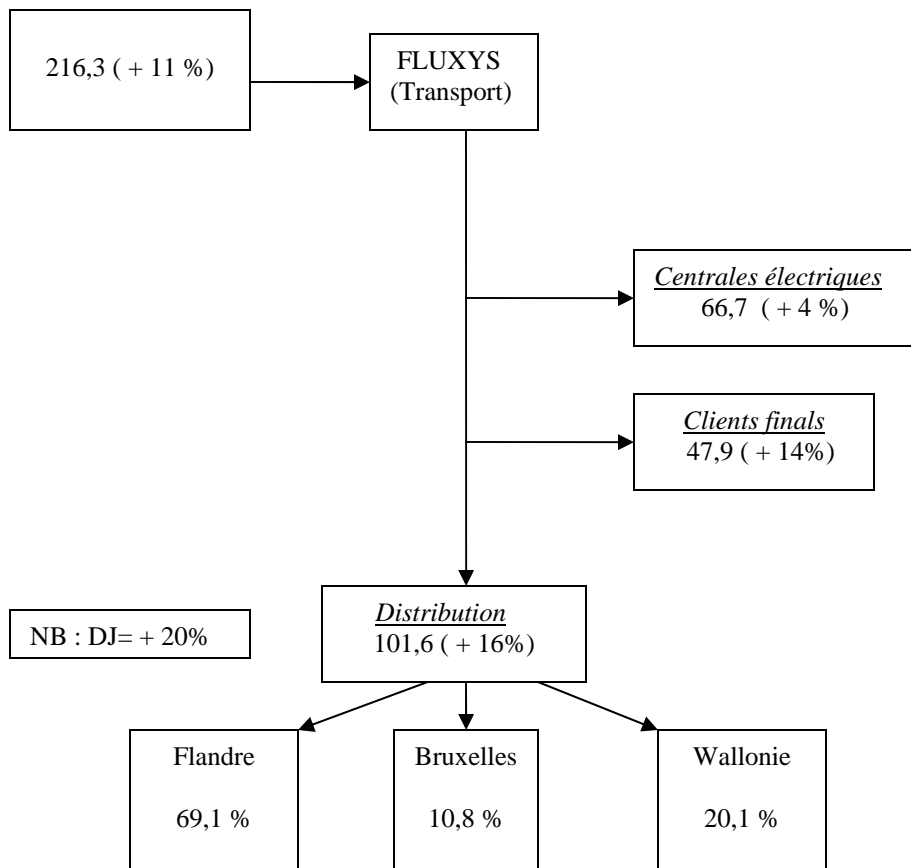 216,3 ( + 11 %)
FLUXYS
(Transport)
Centrales électriques
66,7 ( + 4 %)
Clients finals
47,9 ( + 14%)
Distribution
101,6 ( + 16%)
NB : DJ= + 20%
Flandre
69,1 %
Bruxelles
10,8 %
Wallonie
20,1 %